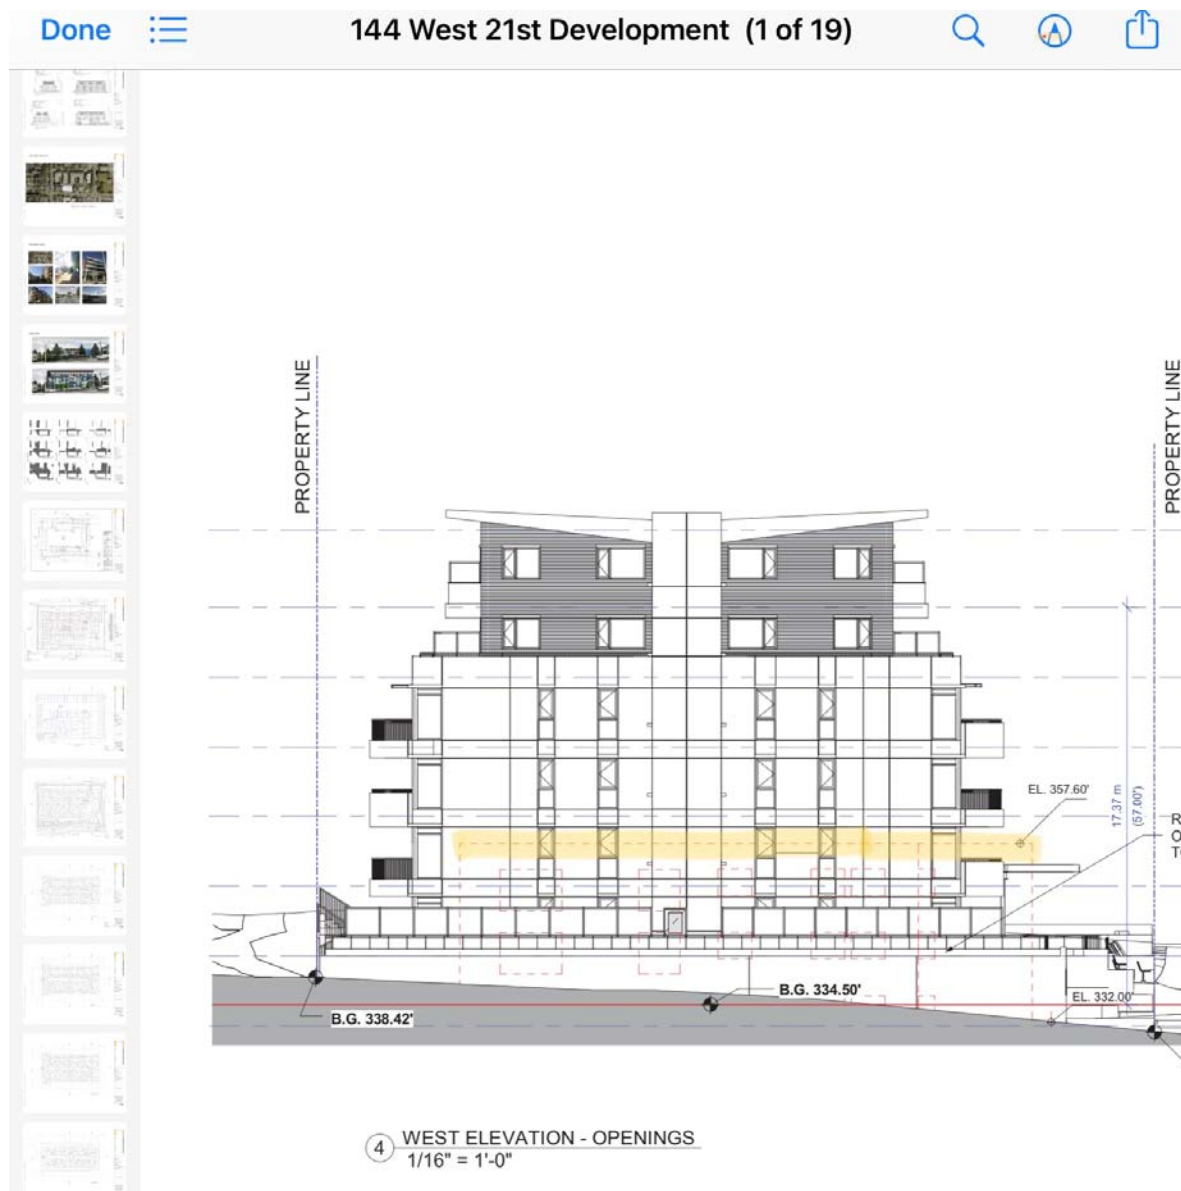 Done
144 West 21st Development (1 of 19)
PROPERTY LINE
PROPERTY LINE
EL. 357.60'
17.37 m
(57.00')
R
O
B.G. 334.50'
EL. 332.00'
B.G. 338.42'
4
WEST ELEVATION - OPENINGS
1/16" = 1'-0"